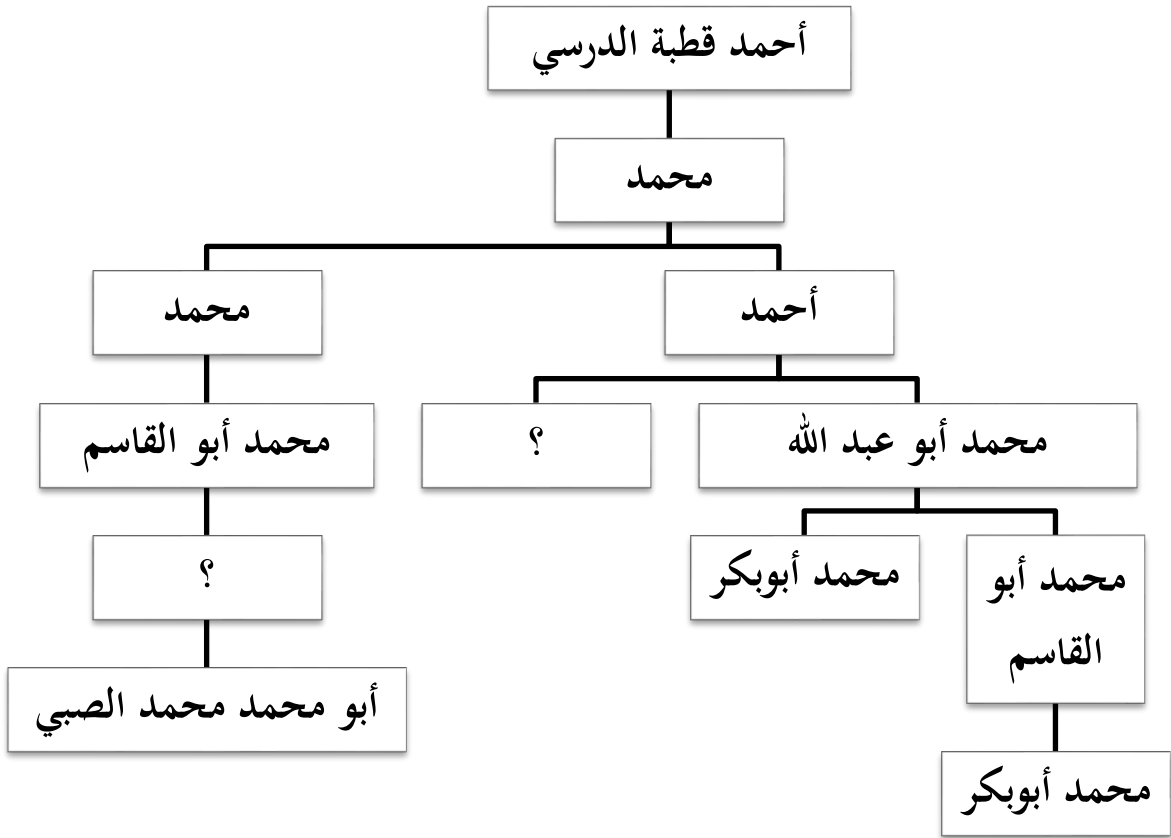 أحمد قطبة الدرسي
محمد
أحمد
محمد
محمد أبو عبد الله
؟
محمد أبو القاسم
محمد أبو
القاسم
محمد أبوبكر
؟
أبو محمد محمد الصبي
محمد أبوبكر